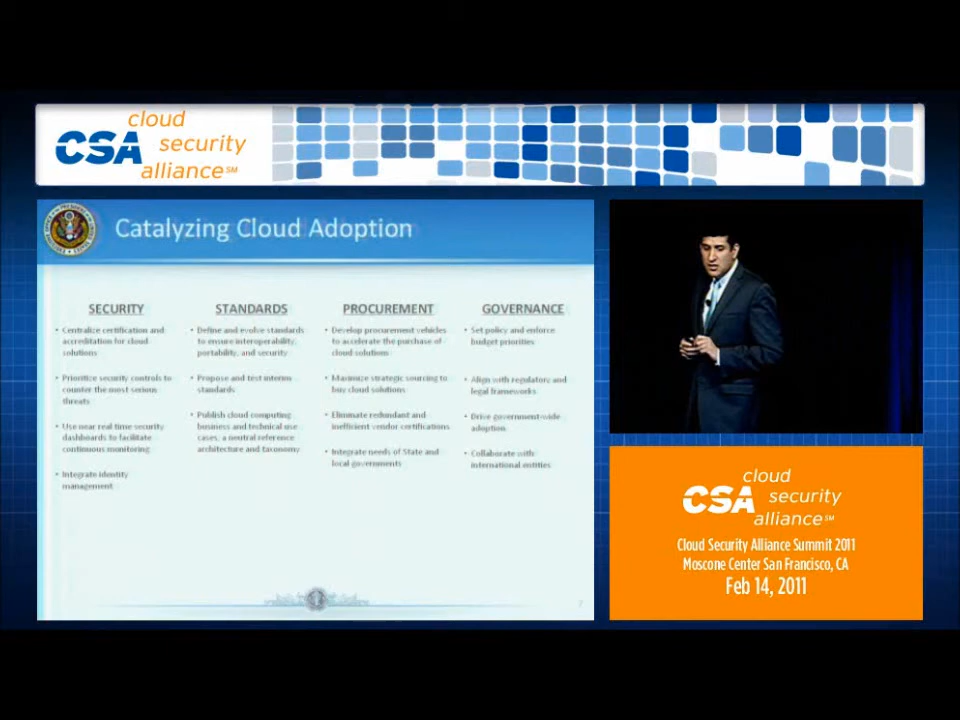 cloud
CSA security
alliance℠
Catalyzing Cloud Adoption
SECURITY
• Centralize certification and
accreditation for cloud
solutions
• Prioritize security controls to
counter the most serious
threats
• Use near real time security
dashboards to facilitate
continuous monitoring
• Integrate identity
management
STANDARDS
• Define and evolve standards
to ensure interoperability,
portability, and security
• Propose and test interim
standards
• Publish cloud computing
business and technical use
cases, a neutral reference
architecture and taxonomy
PROCUREMENT
• Develop procurement vehicles
to accelerate the purchase of
cloud solutions
• Maximize strategic sourcing to
buy cloud solutions
• Eliminate redundant and
inefficient vendor certifications
• Integrate needs of State and
local governments
GOVERNANCE
• Set policy and enforce
budget priorities
• Align with regulatory and
legal frameworks
• Drive government-wide
adoption
• Collaborate with
international entities
7
cloud
CSA security
alliance℠
Cloud Security Alliance Summit 2011
Moscone Center San Francisco, CA
Feb 14, 2011